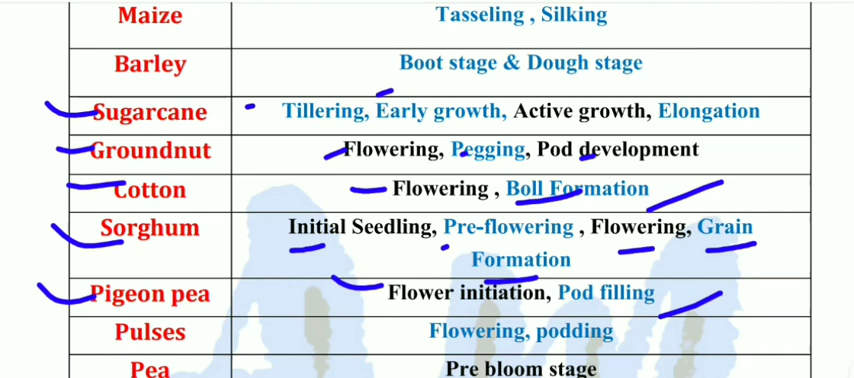 Maize Tasseling , Silking
Barley Boot stage & Dough stage
Sugarcane Tillering, Early growth, Active growth, Elongation
Groundnut Flowering, Pegging, Pod development
Cotton Flowering , Boll Formation
Sorghum Initial Seedling, Pre-flowering , Flowering, Grain
Formation
Pigeon pea Flower initiation, Pod filling
Pulses Flowering, podding
Pea Pre bloom stage